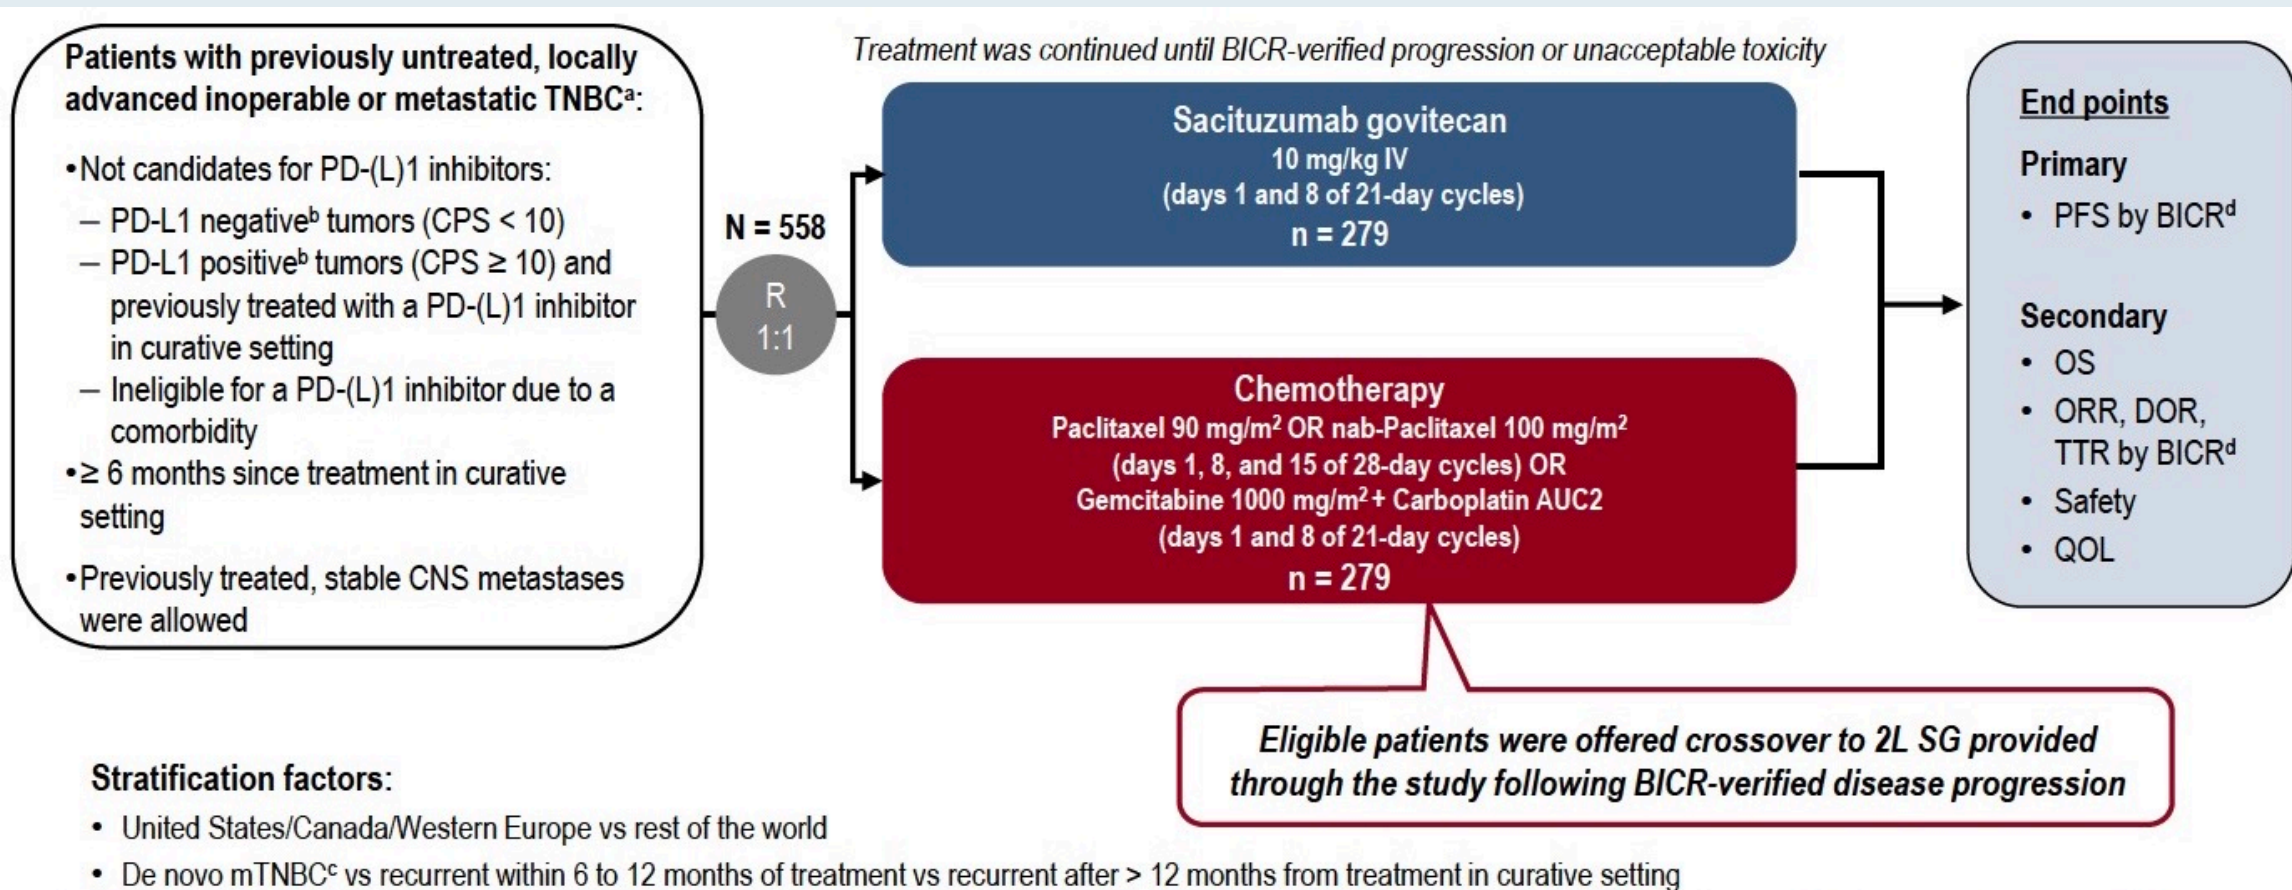 Patients with previously untreated, locally
advanced inoperable or metastatic TNBCᵃ:
•Not candidates for PD-(L)1 inhibitors:
– PD-L1 negativeᵇ tumors (CPS < 10)
– PD-L1 positiveᵇ tumors (CPS ≥ 10) and
previously treated with a PD-(L)1 inhibitor
in curative setting
– Ineligible for a PD-(L)1 inhibitor due to a
comorbidity
•≥ 6 months since treatment in curative
setting
•Previously treated, stable CNS metastases
were allowed
N = 558
R
1:1
Treatment was continued until BICR-verified progression or unacceptable toxicity
Sacituzumab govitecan
10 mg/kg IV
(days 1 and 8 of 21-day cycles)
n = 279
Chemotherapy
Paclitaxel 90 mg/m² OR nab-Paclitaxel 100 mg/m²
(days 1, 8, and 15 of 28-day cycles) OR
Gemcitabine 1000 mg/m² + Carboplatin AUC2
(days 1 and 8 of 21-day cycles)
n = 279
Eligible patients were offered crossover to 2L SG provided
through the study following BICR-verified disease progression
End points
Primary
• PFS by BICRᵈ
Secondary
• OS
• ORR, DOR,
TTR by BICRᵈ
• Safety
• QOL
Stratification factors:
• United States/Canada/Western Europe vs rest of the world
• De novo mTNBCᶜ vs recurrent within 6 to 12 months of treatment vs recurrent after > 12 months from treatment in curative setting